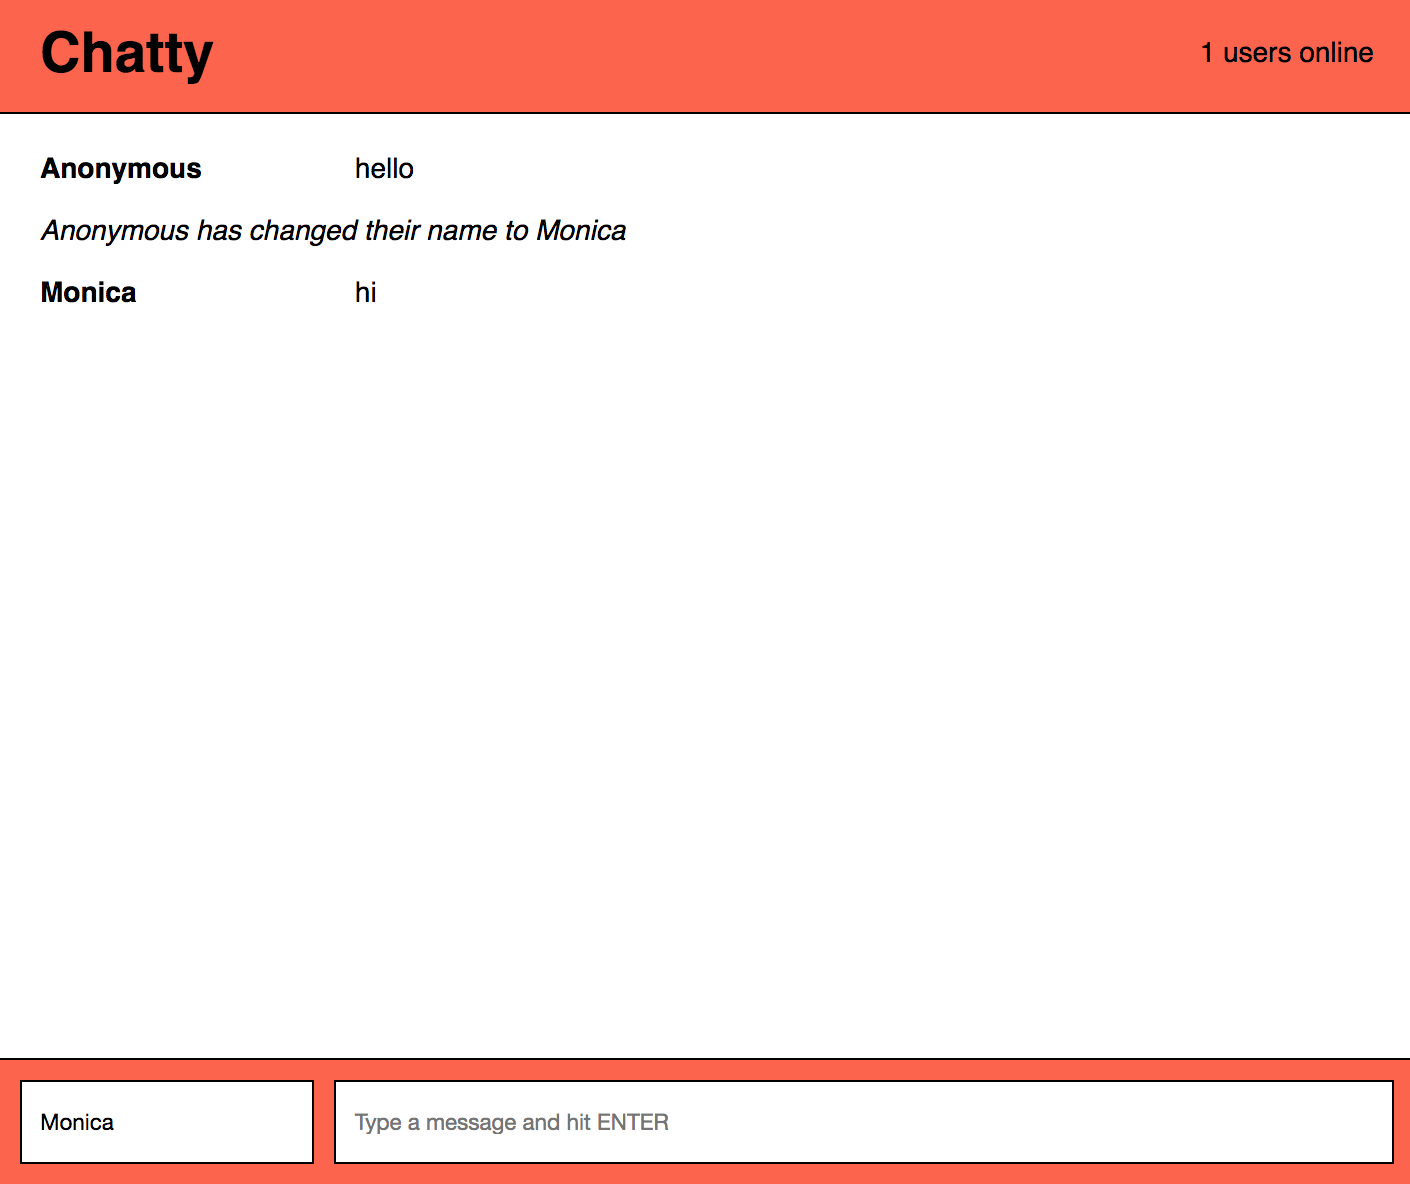 Chatty
1 users online
Anonymous hello
Anonymous has changed their name to Monica
Monica hi
Monica
Type a message and hit ENTER